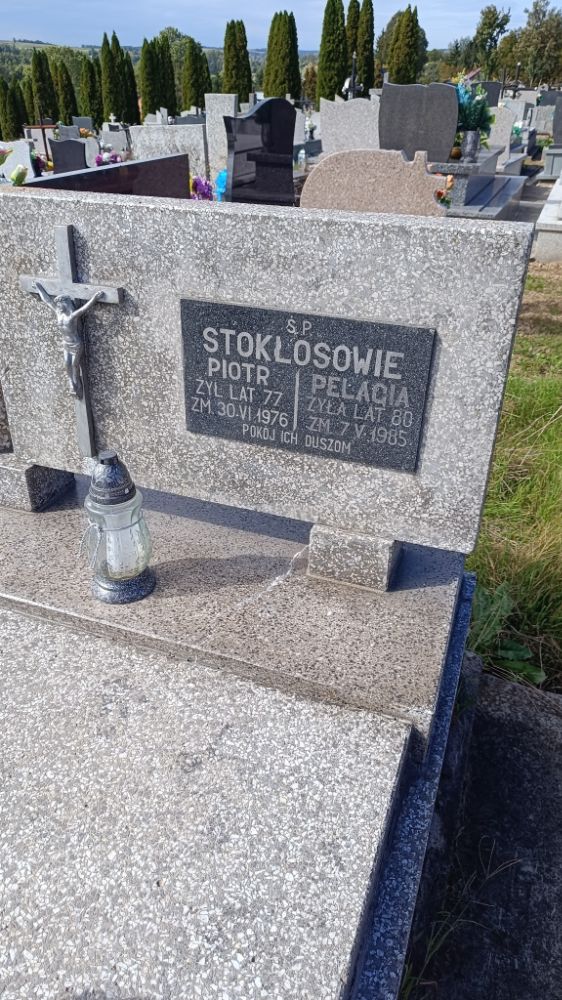 Ś.P.
STOKŁOSOWIE
PIOTR
ŻYŁ LAT 77
ZM. 30 VI 1976
PELAGIA
ŻYŁA LAT 80
ZM. 7 V 1985
POKÓJ ICH DUSZOM